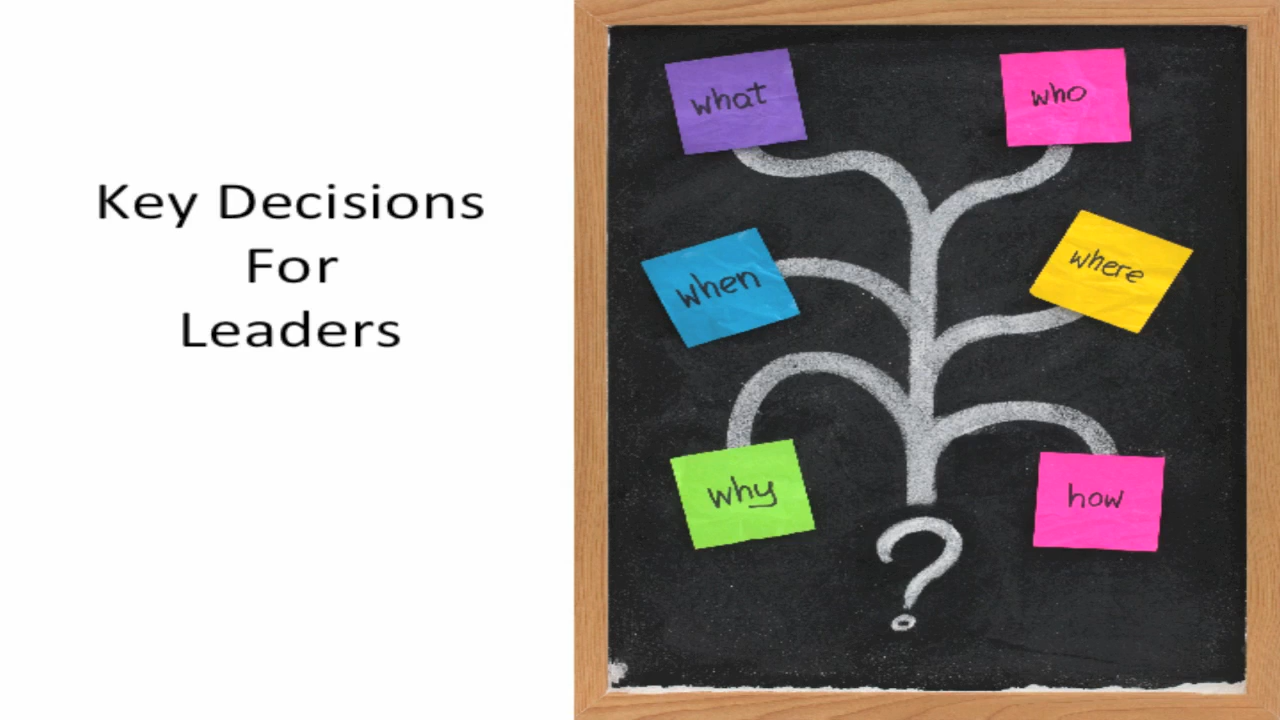 Key Decisions
For
Leaders
what
who
when
where
why
how
?